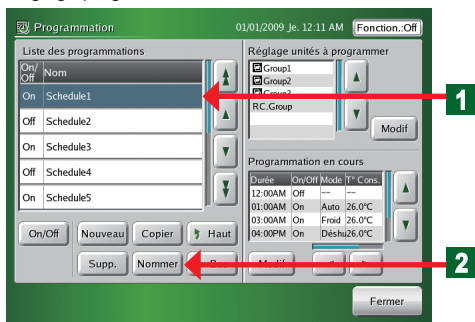 Programmation 01/01/2009 Je. 12:11 AM Fonction.:Off
Liste des programmations
On/Off Nom
On Schedule1
Off Schedule2
On Schedule3
Off Schedule4
On Schedule5
On/Off Nouveau Copier Haut
Supp. Nommer
Réglage unités à programmer
Group1
Group2
RC.Group
Modif
Programmation en cours
Durée On/Off Mode T° Cons.
12:00AM Off -- --
01:00AM On Auto 26.0°C
03:00AM On Froid 26.0°C
04:00PM On Déshu 26.0°C
Modif
Fermer
1
2